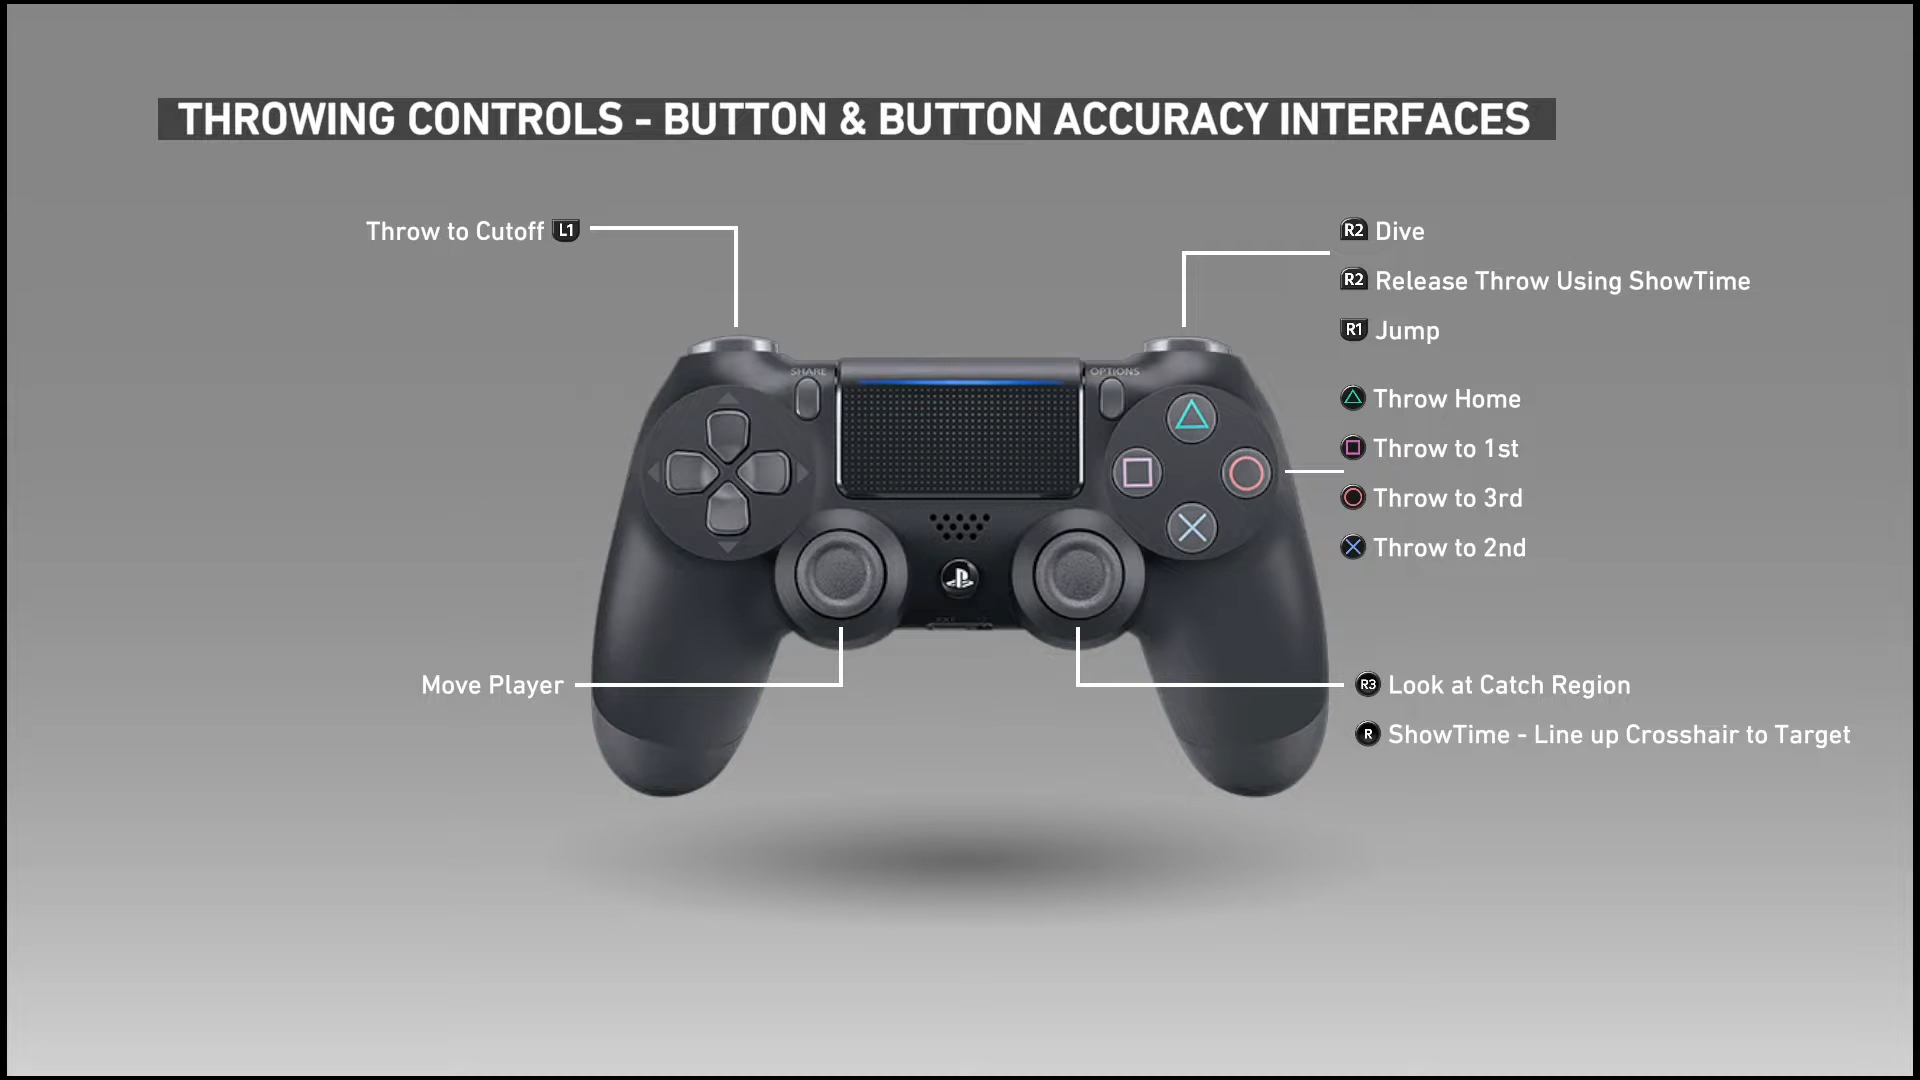 THROWING CONTROLS - BUTTON & BUTTON ACCURACY INTERFACES
Throw to Cutoff L1
R2 Dive
R2 Release Throw Using ShowTime
R1 Jump
SHARE
OPTIONS
Throw Home
Throw to 1st
Throw to 3rd
Throw to 2nd
Move Player
R3 Look at Catch Region
R ShowTime - Line up Crosshair to Target